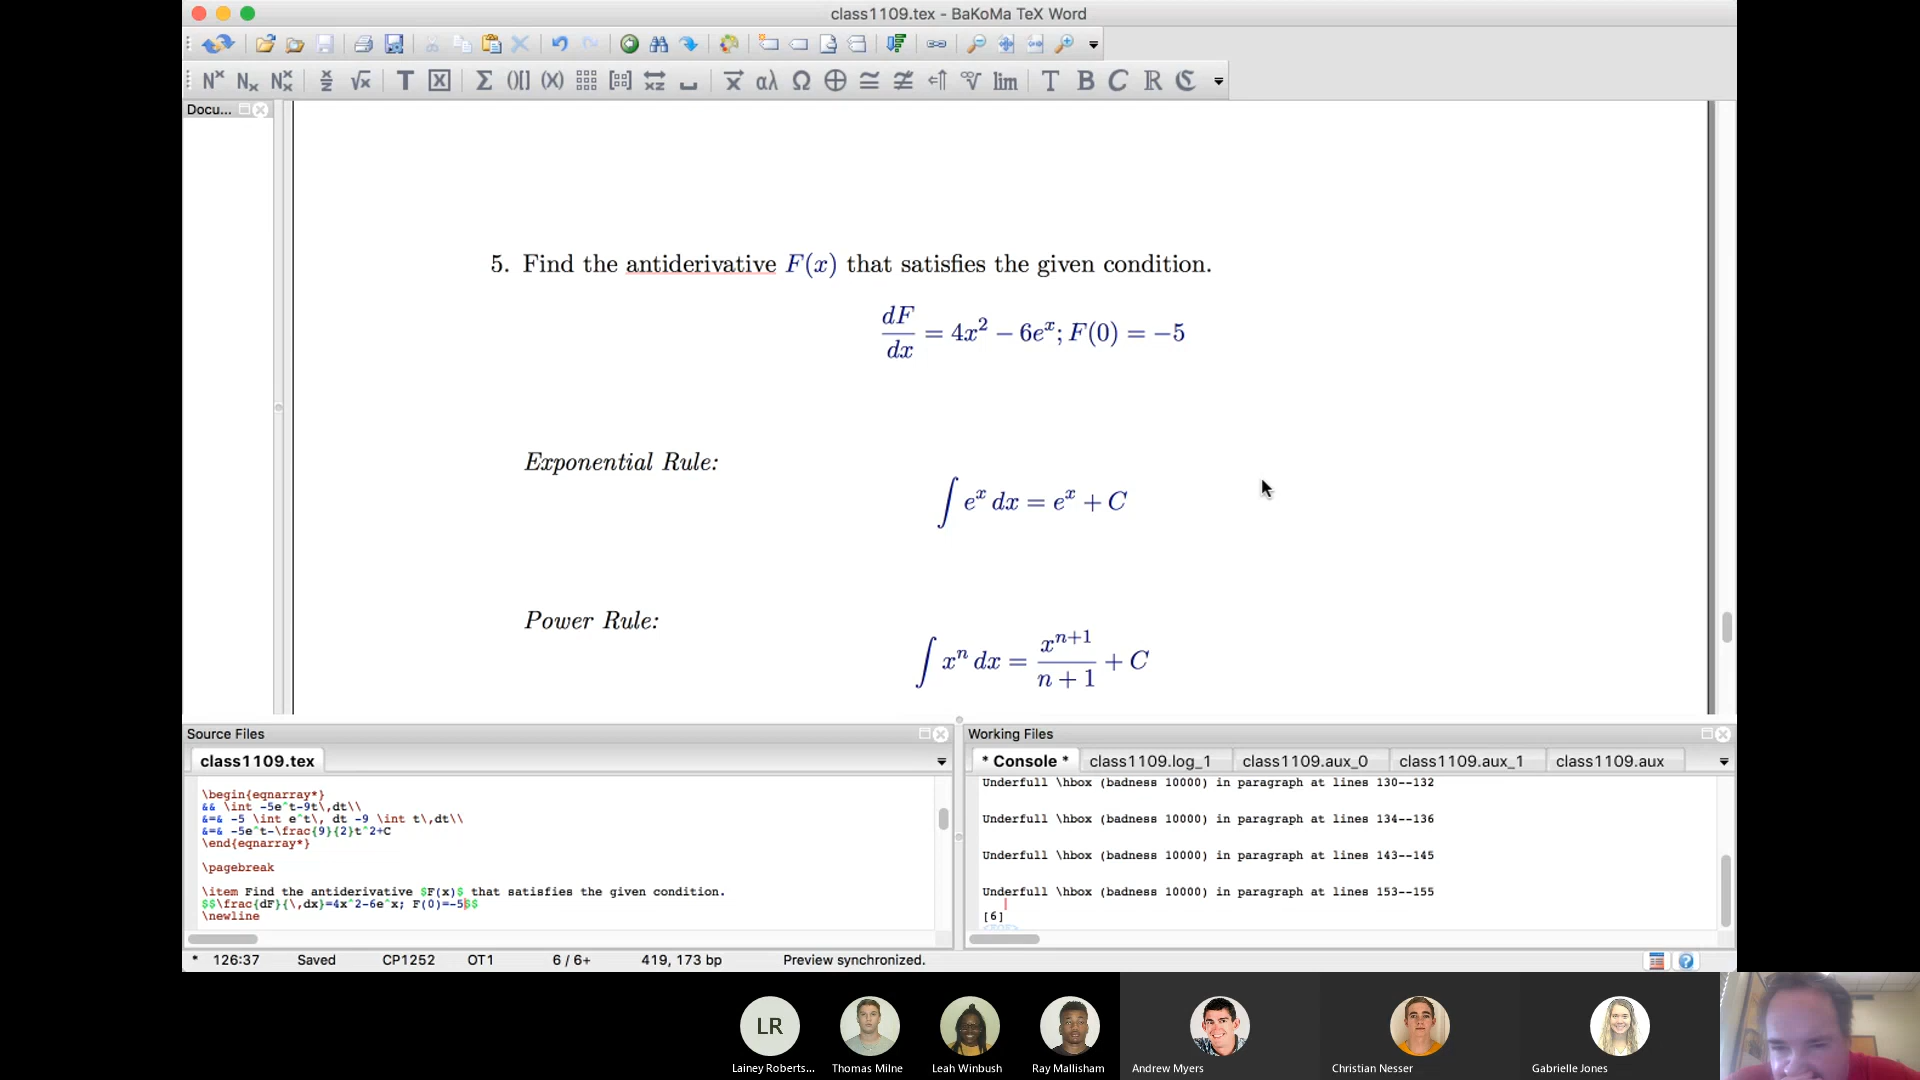 class1109.tex - BaKoMa TeX Word
Docu...
5. Find the antiderivative F(x) that satisfies the given condition.
dF/dx = 4x² − 6eˣ; F(0) = −5
Exponential Rule:
∫ eˣ dx = eˣ + C
Power Rule:
∫ xⁿ dx = xⁿ⁺¹/(n + 1) + C
Source Files
class1109.tex
\begin{eqnarray*}
&& \int -5e^t-9t\,dt\\
&=& -5 \int e^t\, dt -9 \int t\,dt\\
&=& -5e^t-\frac{9}{2}t^2+C
\end{eqnarray*}
\pagebreak
\item Find the antiderivative $F(x)$ that satisfies the given condition.
$$\frac{dF}{\,dx}=4x^2-6e^x; F(0)=-5$$
\newline
Working Files
* Console * class1109.log_1 class1109.aux_0 class1109.aux_1 class1109.aux
Underfull \hbox (badness 10000) in paragraph at lines 130--132
Underfull \hbox (badness 10000) in paragraph at lines 134--136
Underfull \hbox (badness 10000) in paragraph at lines 143--145
Underfull \hbox (badness 10000) in paragraph at lines 153--155
[6]
* 126:37 Saved CP1252 OT1 6 / 6+ 419, 173 bp Preview synchronized.
LR
Lainey Roberts... Thomas Milne Leah Winbush Ray Mallisham Andrew Myers Christian Nesser Gabrielle Jones